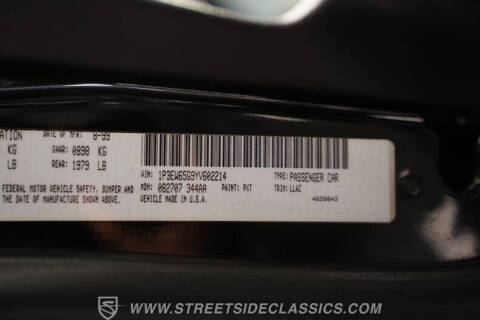 ATION DATE OF MFR: 8-99
KG GAWR: 0898 KG
LB REAR: 1979 LB
VIN: 1P3EW65G9YV602214 TYPE: PASSENGER CAR
FEDERAL MOTOR VEHICLE SAFETY, BUMPER AND MDH: 082707 344AA PAINT: PXT TRIM: LLAZ
THE DATE OF MANUFACTURE SHOWN ABOVE. VEHICLE MADE IN U.S.A. 4658043
WWW.STREETSIDECLASSICS.COM